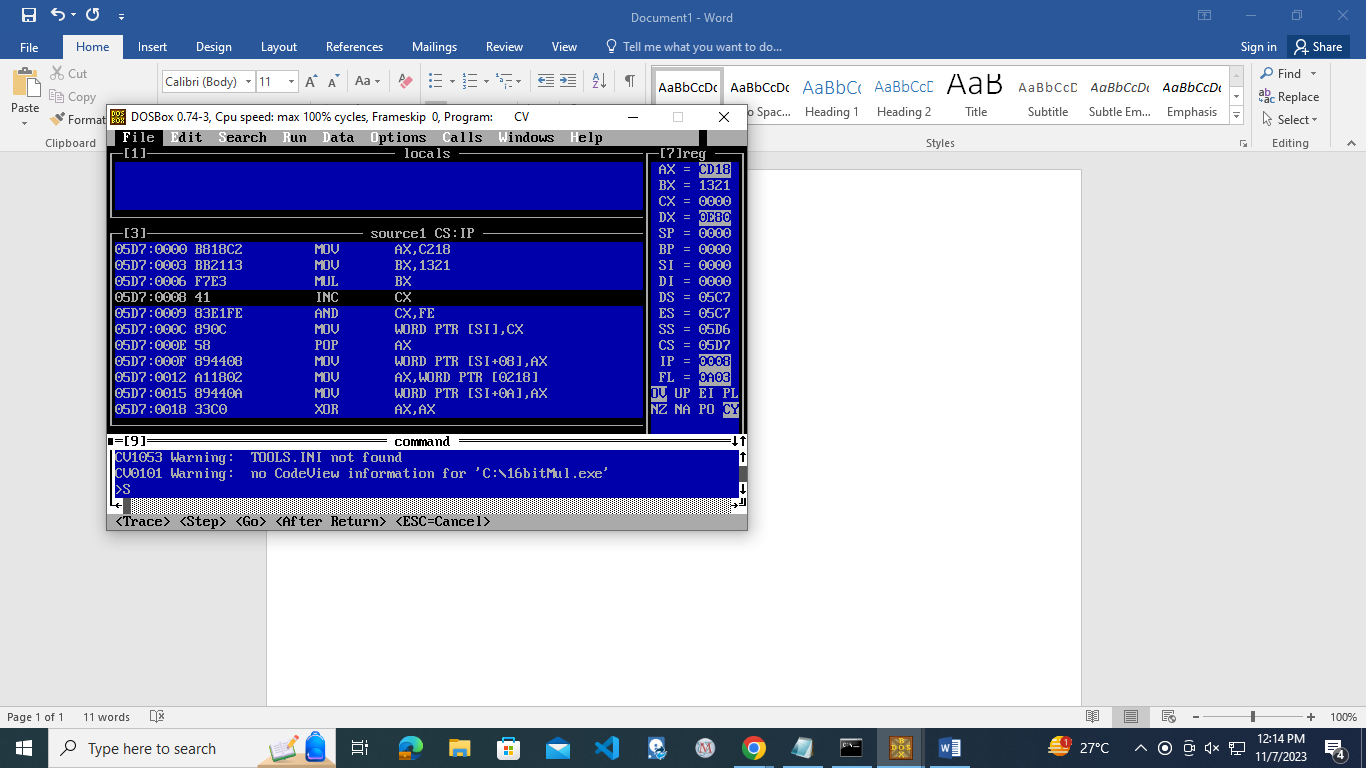 Document1 - Word
File Home Insert Design Layout References Mailings Review View Tell me what you want to do... Sign in Share
Paste
Cut
Copy
Format
Clipboard
Calibri (Body) 11 Aa
AaBbCcDc AaBbCcDc AaBbCc AaBbCcD AaB AaBbCcD AaBbCcDc AaBbCcDc
o Spac... Heading 1 Heading 2 Title Subtitle Subtle Em... Emphasis
Styles
Find
Replace
Select
Editing
DOSBox 0.74-3, Cpu speed: max 100% cycles, Frameskip 0, Program: CV
File Edit Search Run Data Options Calls Windows Help
[1] locals
[3] source1 CS:IP
05D7:0000 B818C2 MOV AX,C218
05D7:0003 BB2113 MOV BX,1321
05D7:0006 F7E3 MUL BX
05D7:0008 41 INC CX
05D7:0009 83E1FE AND CX,FE
05D7:000C 890C MOV WORD PTR [SI],CX
05D7:000E 58 POP AX
05D7:000F 894408 MOV WORD PTR [SI+08],AX
05D7:0012 A11802 MOV AX,WORD PTR [0218]
05D7:0015 89440A MOV WORD PTR [SI+0A],AX
05D7:0018 33C0 XOR AX,AX
[7]reg
AX = CD18
BX = 1321
CX = 0000
DX = 0E80
SP = 0000
BP = 0000
SI = 0000
DI = 0000
DS = 05C7
ES = 05C7
SS = 05D6
CS = 05D7
IP = 0008
FL = 0A03
OV UP EI PL
NZ NA PO CY
[9] command
CV1053 Warning: TOOLS.INI not found
CV0101 Warning: no CodeView information for 'C:\16bitMul.exe'
>S
<Trace> <Step> <Go> <After Return> <ESC=Cancel>
Page 1 of 1 11 words 100%
Type here to search
27°C
12:14 PM
11/7/2023
4